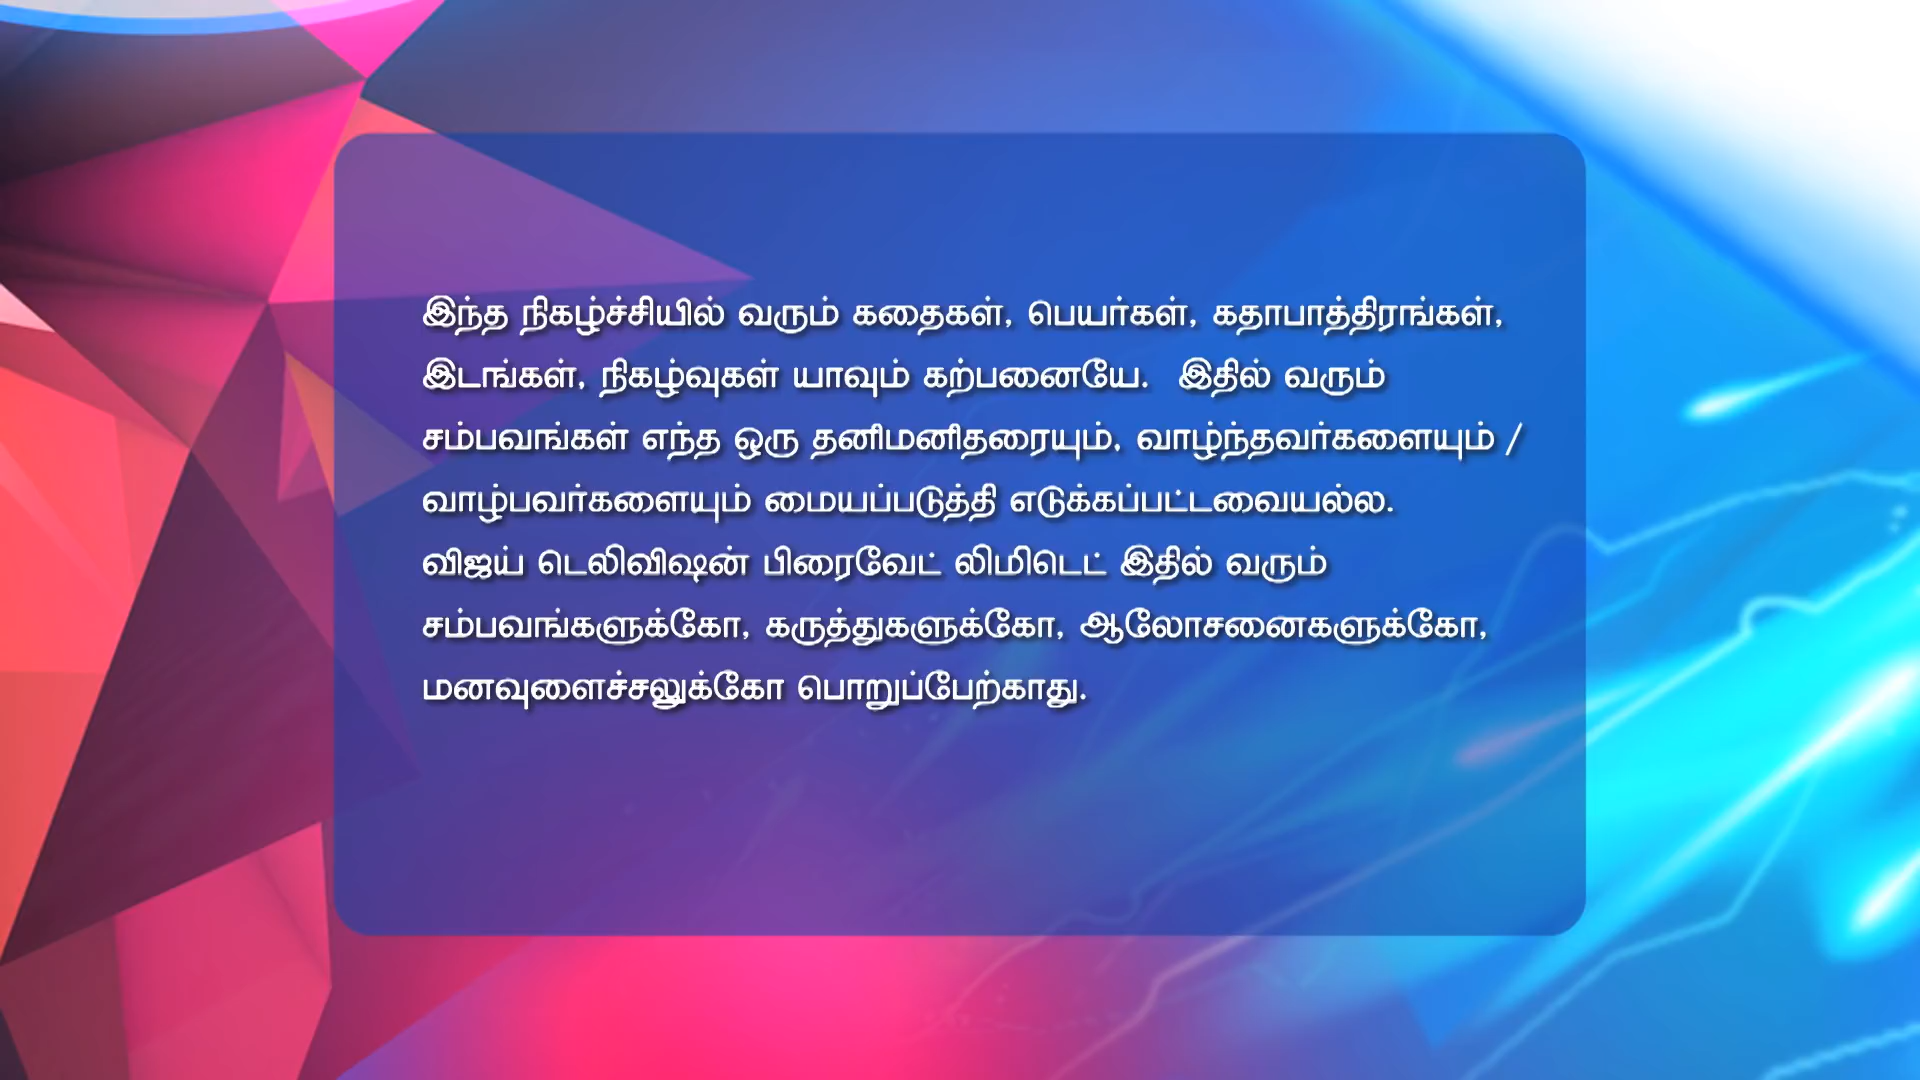 இந்த நிகழ்ச்சியில் வரும் கதைகள், பெயர்கள், கதாபாத்திரங்கள்,
இடங்கள், நிகழ்வுகள் யாவும் கற்பனையே.  இதில் வரும்
சம்பவங்கள் எந்த ஒரு தனிமனிதரையும், வாழ்ந்தவர்களையும் /
வாழ்பவர்களையும் மையப்படுத்தி எடுக்கப்பட்டவையல்ல.
விஜய் டெலிவிஷன் பிரைவேட் லிமிடெட் இதில் வரும்
சம்பவங்களுக்கோ, கருத்துகளுக்கோ, ஆலோசனைகளுக்கோ,
மனவுளைச்சலுக்கோ பொறுப்பேற்காது.